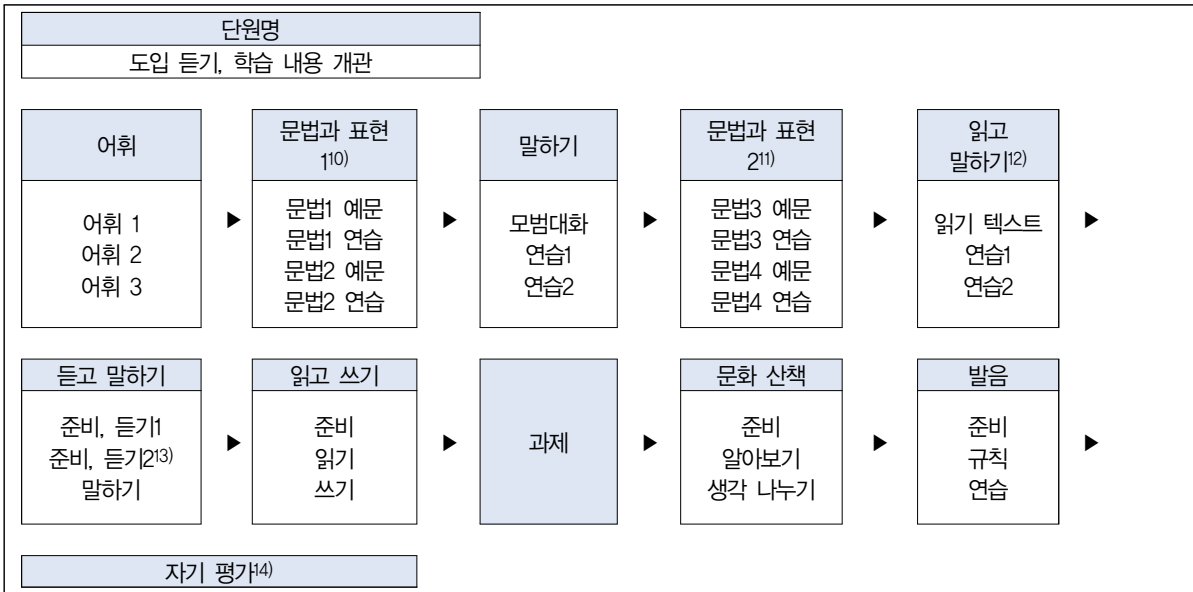 단원명
도입 듣기, 학습 내용 개관
어휘
어휘 1
어휘 2
어휘 3
▶
문법과 표현
1¹⁰⁾
문법1 예문
문법1 연습
문법2 예문
문법2 연습
▶
말하기
모범대화
연습1
연습2
▶
문법과 표현
2¹¹⁾
문법3 예문
문법3 연습
문법4 예문
문법4 연습
▶
읽고
말하기¹²⁾
읽기 텍스트
연습1
연습2
▶
듣고 말하기
준비, 듣기1
준비, 듣기2¹³⁾
말하기
▶
읽고 쓰기
준비
읽기
쓰기
▶
과제
▶
문화 산책
준비
알아보기
생각 나누기
▶
발음
준비
규칙
연습
▶
자기 평가¹⁴⁾